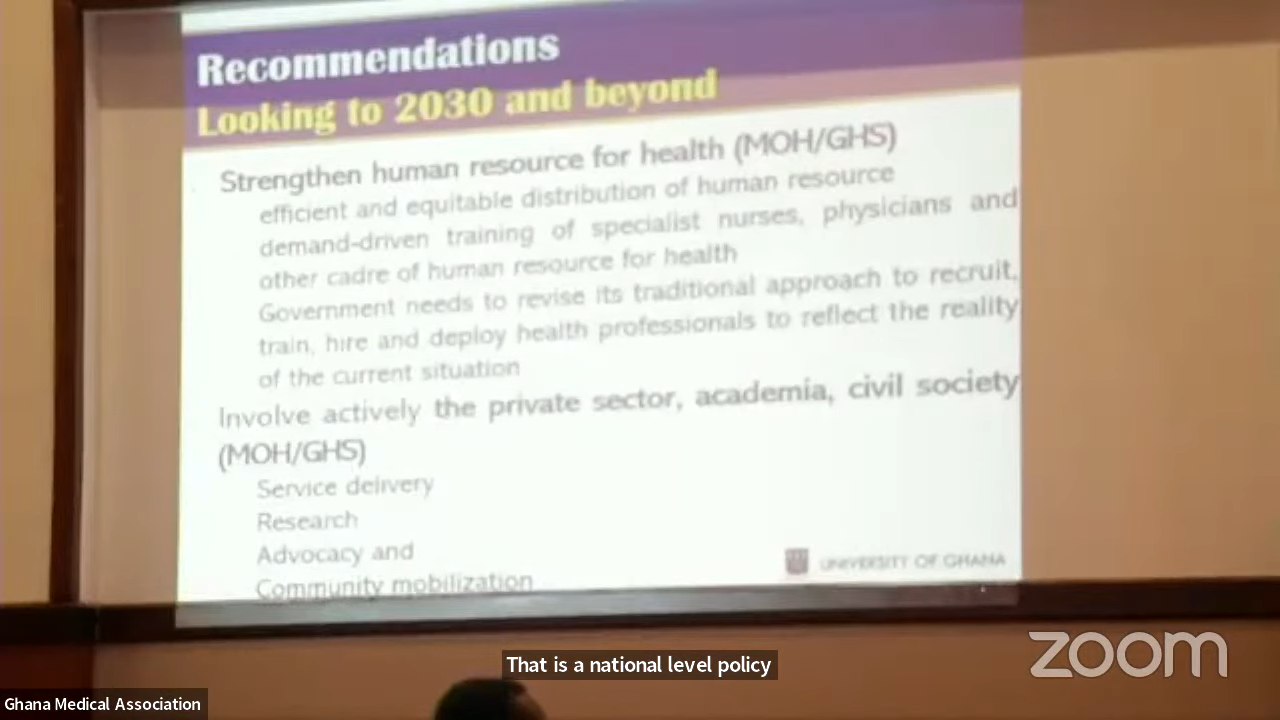 Recommendations
Looking to 2030 and beyond
Strengthen human resource for health (MOH/GHS)
efficient and equitable distribution of human resource
demand-driven training of specialist nurses, physicians and
other cadre of human resource for health
Government needs to revise its traditional approach to recruit,
train, hire and deploy health professionals to reflect the reality
of the current situation
Involve actively the private sector, academia, civil society
(MOH/GHS)
Service delivery
Research
Advocacy and
Community mobilization
UNIVERSITY OF GHANA
That is a national level policy
zoom
Ghana Medical Association